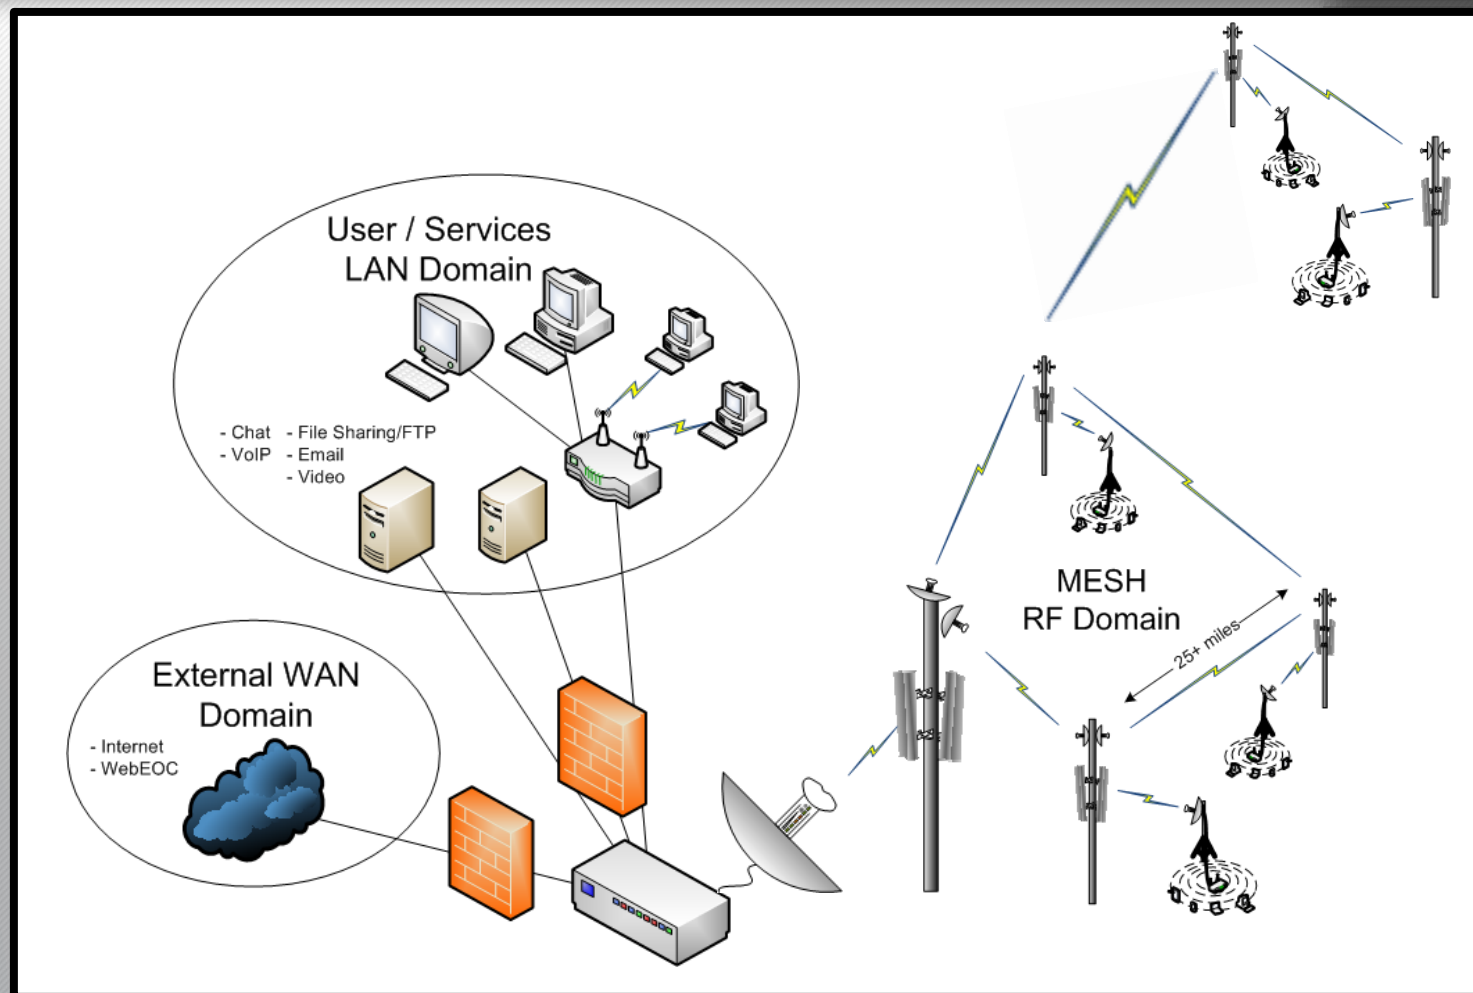 User / Services
LAN Domain
- Chat - File Sharing/FTP
- VoIP - Email
- Video
External WAN
Domain
- Internet
- WebEOC
MESH
RF Domain
25+ miles